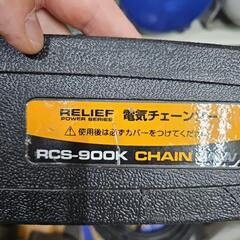 RELIEF 電気チェーンソー
POWER SERIES
⚠使用後は必ずカバーをつけてください
RCS-900K CHAIN SAW